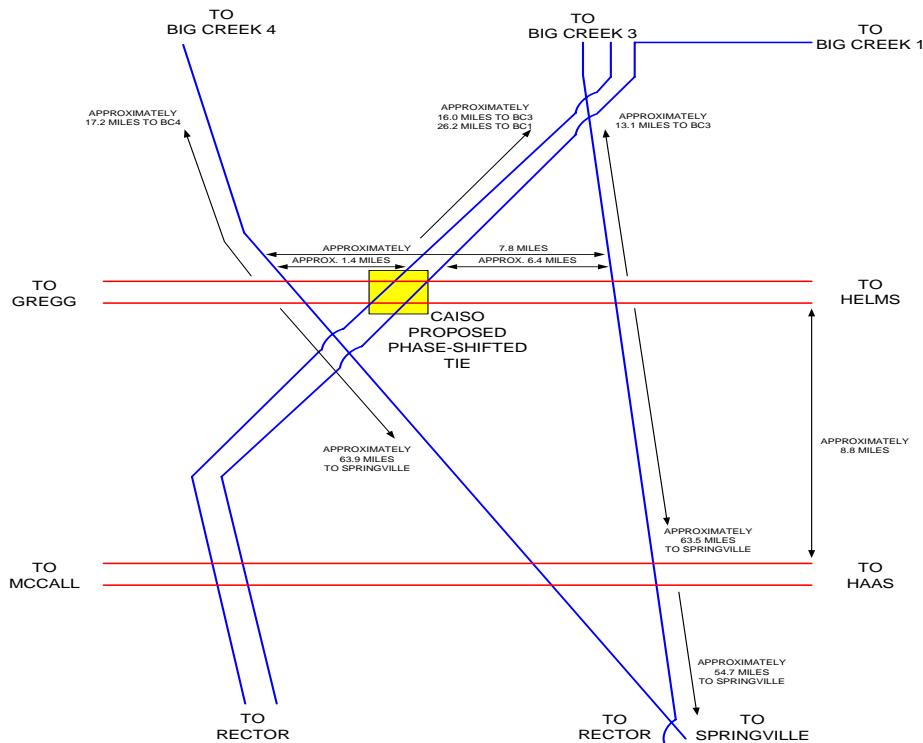 TO
BIG CREEK 4
TO
BIG CREEK 3
TO
BIG CREEK 1
APPROXIMATELY
17.2 MILES TO BC4
APPROXIMATELY
16.0 MILES TO BC3
26.2 MILES TO BC1
APPROXIMATELY
13.1 MILES TO BC3
APPROXIMATELY 7.8 MILES
APPROX. 1.4 MILES
APPROX. 6.4 MILES
TO
GREGG
TO
HELMS
CAISO
PROPOSED
PHASE-SHIFTED
TIE
APPROXIMATELY
8.8 MILES
APPROXIMATELY
63.9 MILES
TO SPRINGVILLE
APPROXIMATELY
63.5 MILES
TO SPRINGVILLE
TO
MCCALL
TO
HAAS
APPROXIMATELY
54.7 MILES
TO SPRINGVILLE
TO
RECTOR
TO
RECTOR
TO
SPRINGVILLE